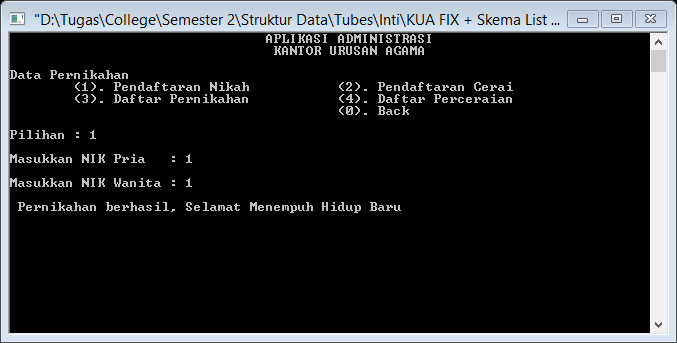 "D:\Tugas\College\Semester 2\Struktur Data\Tubes\Inti\KUA FIX + Skema List ...
APLIKASI ADMINISTRASI
KANTOR URUSAN AGAMA
Data Pernikahan
(1). Pendaftaran Nikah (2). Pendaftaran Cerai
(3). Daftar Pernikahan (4). Daftar Perceraian
(0). Back
Pilihan : 1
Masukkan NIK Pria : 1
Masukkan NIK Wanita : 1
Pernikahan berhasil, Selamat Menempuh Hidup Baru